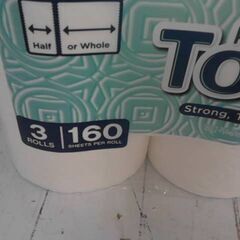 Half or Whole
To
Strong,
3 160
ROLLS SHEETS PER ROLL